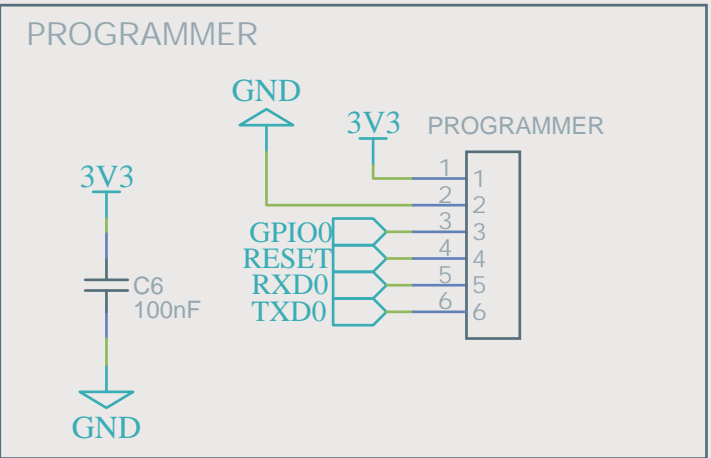 PROGRAMMER
GND
3V3
PROGRAMMER
3V3
1 1
2 2
GPIO0 3 3
RESET 4 4
RXD0 5 5
TXD0 6 6
C6
100nF
GND